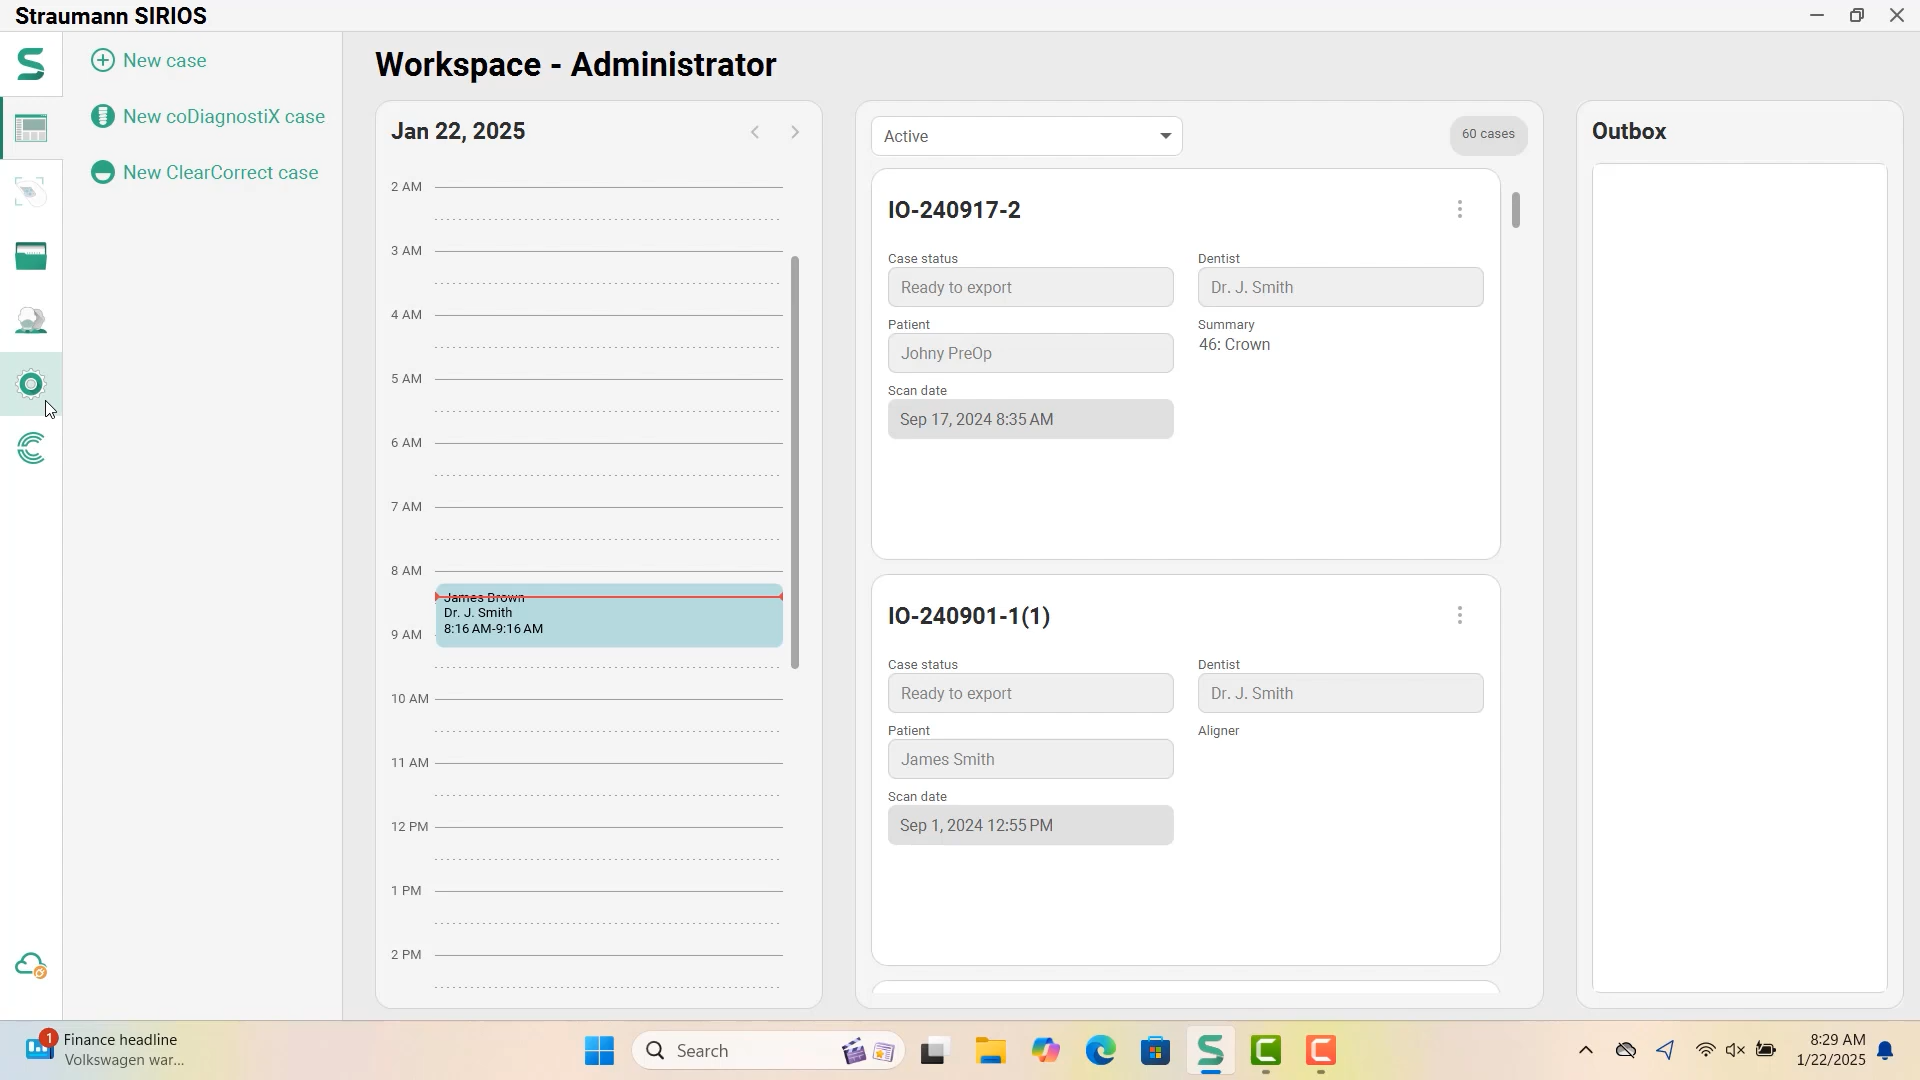 Straumann SIRIOS
New case
New coDiagnostiX case
New ClearCorrect case
Workspace - Administrator
Jan 22, 2025
2 AM
3 AM
4 AM
5 AM
6 AM
7 AM
8 AM
James Brown
Dr. J. Smith
8:16 AM-9:16 AM
9 AM
10 AM
11 AM
12 PM
1 PM
2 PM
Active
60 cases
IO-240917-2
Case status
Ready to export
Dentist
Dr. J. Smith
Patient
Johny PreOp
Summary
46: Crown
Scan date
Sep 17, 2024 8:35 AM
IO-240901-1(1)
Case status
Ready to export
Dentist
Dr. J. Smith
Patient
James Smith
Aligner
Scan date
Sep 1, 2024 12:55 PM
Outbox
1
Finance headline
Volkswagen war...
Search
8:29 AM
1/22/2025